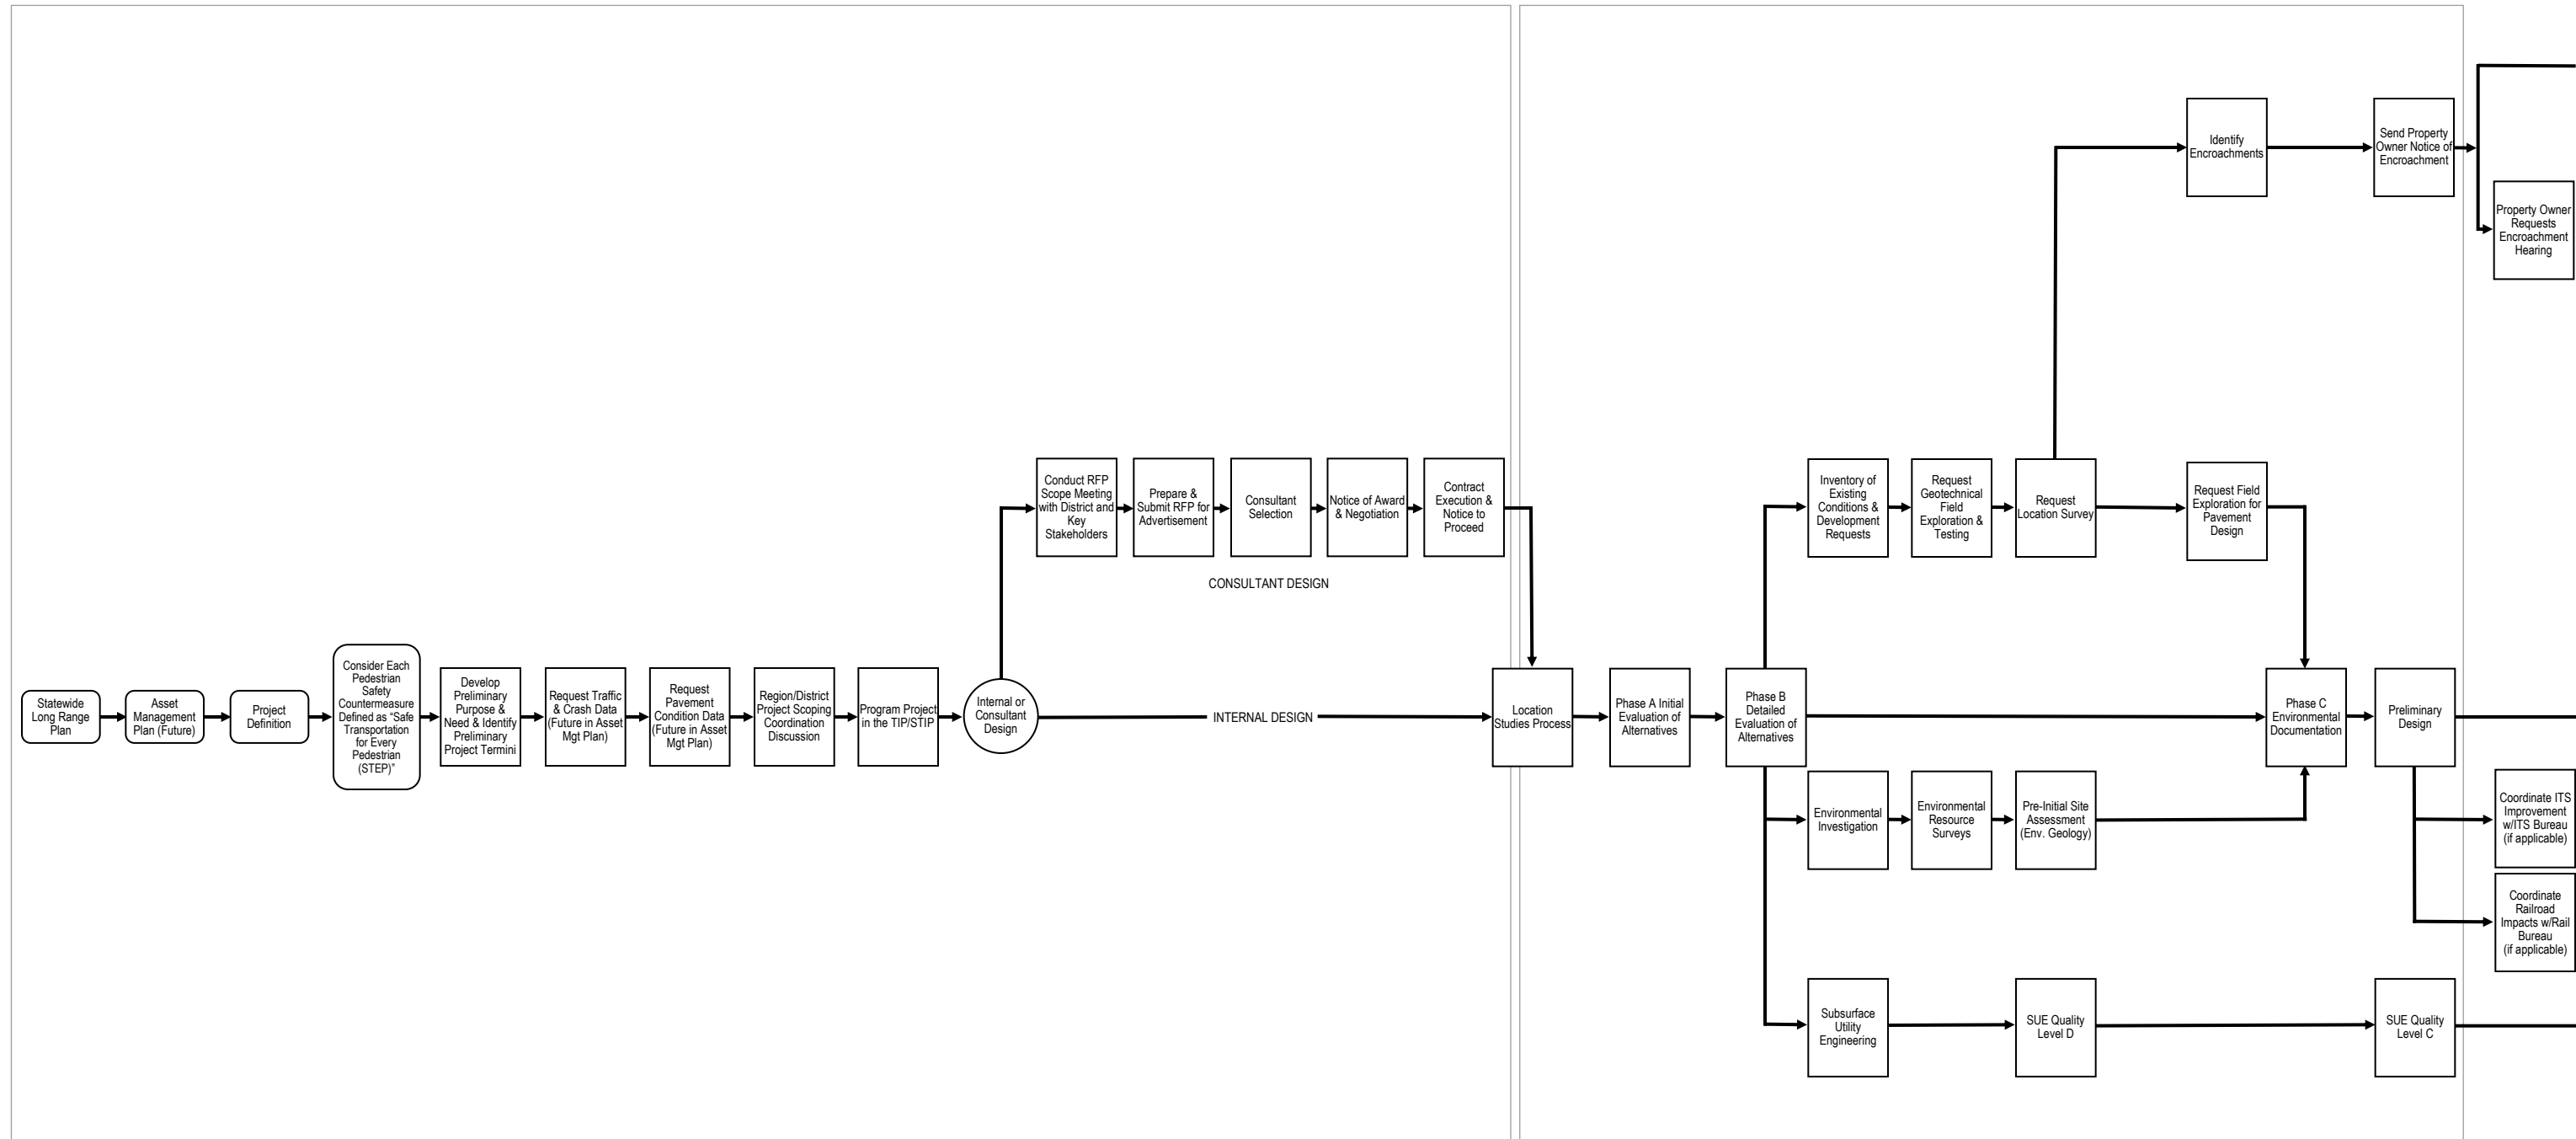 Identify
Encroachments
Send Property
Owner Notice of
Encroachment
Property Owner
Requests
Encroachment
Hearing
Conduct RFP
Scope Meeting
with District and
Key
Stakeholders
Prepare &
Submit RFP for
Advertisement
Consultant
Selection
Notice of Award
& Negotiation
Contract
Execution &
Notice to
Proceed
CONSULTANT DESIGN
Inventory of
Existing
Conditions &
Development
Requests
Request
Geotechnical
Field
Exploration &
Testing
Request
Location Survey
Request Field
Exploration for
Pavement
Design
Statewide
Long Range
Plan
Asset
Management
Plan (Future)
Project
Definition
Consider Each
Pedestrian
Safety
Countermeasure
Defined as “Safe
Transportation
for Every
Pedestrian
(STEP)”
Develop
Preliminary
Purpose &
Need & Identify
Preliminary
Project Termini
Request Traffic
& Crash Data
(Future in Asset
Mgt Plan)
Request
Pavement
Condition Data
(Future in Asset
Mgt Plan)
Region/District
Project Scoping
Coordination
Discussion
Program Project
in the TIP/STIP
Internal or
Consultant
Design
INTERNAL DESIGN
Location
Studies Process
Phase A Initial
Evaluation of
Alternatives
Phase B
Detailed
Evaluation of
Alternatives
Phase C
Environmental
Documentation
Preliminary
Design
Environmental
Investigation
Environmental
Resource
Surveys
Pre-Initial Site
Assessment
(Env. Geology)
Coordinate ITS
Improvement
w/ITS Bureau
(if applicable)
Coordinate
Railroad
Impacts w/Rail
Bureau
(if applicable)
Subsurface
Utility
Engineering
SUE Quality
Level D
SUE Quality
Level C